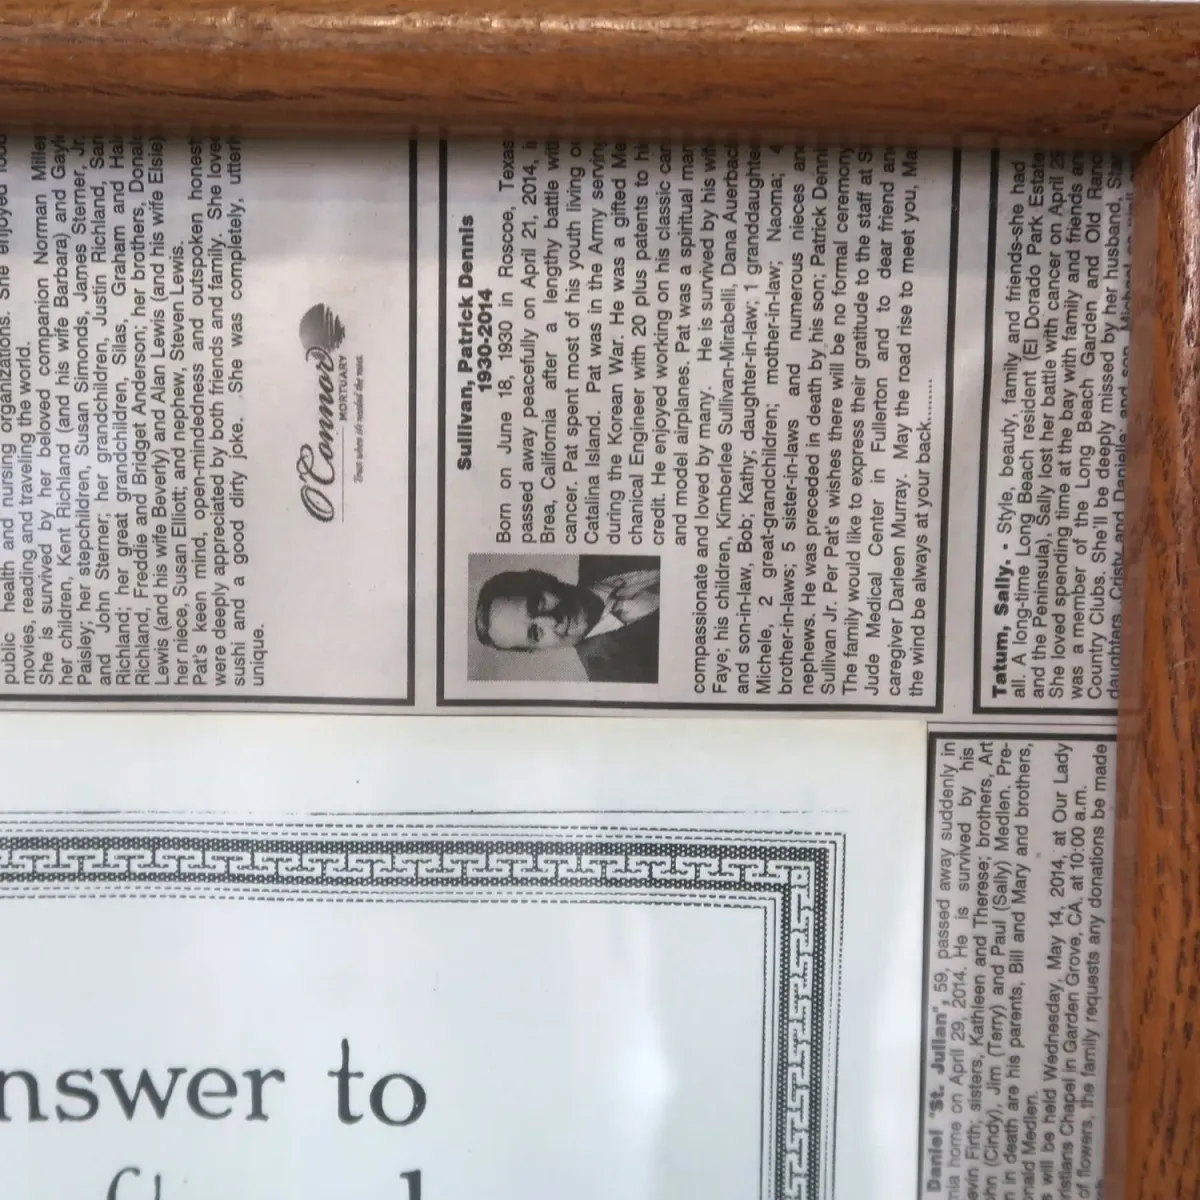 public health and nursing organizations. She enjoyed
movies, reading and traveling the world.
She is survived by her beloved companion Norman Miller
her children, Kent Richland (and his wife Barbara) and Gayle
Paisley; her stepchildren, Susan Simonds, James Sterner, Jr.
and John Sterner; her grandchildren, Justin Richland,
Richland; her great grandchildren, Silas, Graham and
Richland, Freddie and Bridget Anderson; her brothers, Donald
Lewis (and his wife Beverly) and Alan Lewis (and his wife Elsie)
her niece, Susan Elliott; and nephew, Steven Lewis.
Pat's keen mind, open-mindedness and outspoken honest
were deeply appreciated by both friends and family. She love
sushi and a good dirty joke. She was completely, utterl
unique.
O'Connor
MORTUARY
Sullivan, Patrick Dennis
1930-2014
Born on June 18, 1930 in Roscoe, Texas
passed away peacefully on April 21, 2014, i
Brea, California after a lengthy battle with
cancer. Pat spent most of his youth living o
Catalina Island. Pat was in the Army serving
during the Korean War. He was a gifted Me
chanical Engineer with 20 plus patents to hi
credit. He enjoyed working on his classic car
and model airplanes. Pat was a spiritual man
compassionate and loved by many. He is survived by his wife
Faye; his children, Kimberlee Sullivan-Mirabelli, Dana Auerbach
and son-in-law, Bob; Kathy; daughter-in-law; 1 granddaughter
Michele, 2 great-grandchildren; mother-in-law; Naoma; 4
brother-in-laws; 5 sister-in-laws and numerous nieces and
nephews. He was preceded in death by his son; Patrick Denni
Sullivan Jr. Per Pat's wishes there will be no formal ceremony
The family would like to express their gratitude to the staff at S
Jude Medical Center in Fullerton and to dear friend an
caregiver Darleen Murray. May the road rise to meet you, Ma
the wind be always at your back........
Tatum, Sally. - Style, beauty, family and friends-she had
all. A long-time Long Beach resident (El Dorado Park Estate
and the Peninsula), Sally lost her battle with cancer on April 2
She loved spending time at the bay with family and friends an
was a member of the Long Beach Garden and Old Ranc
Country Clubs. She'll be deeply missed by her husband, Sta
daughters Cristy and Danielle; and son, Michael
Daniel "St. Julian", 59, passed away suddenly in
home on April 29, 2014. He is survived by his
Firth; sisters, Kathleen and Therese; brothers, Art
nn (Cindy), Jim (Terry) and Paul (Sally) Medlen. Pre-
in death are his parents, Bill and Mary and brothers,
nald Medlen.
will be held Wednesday, May 14, 2014, at Our Lady
istians Chapel in Garden Grove, CA, at 10:00 a.m.
of flowers, the family requests any donations be made
nswer to